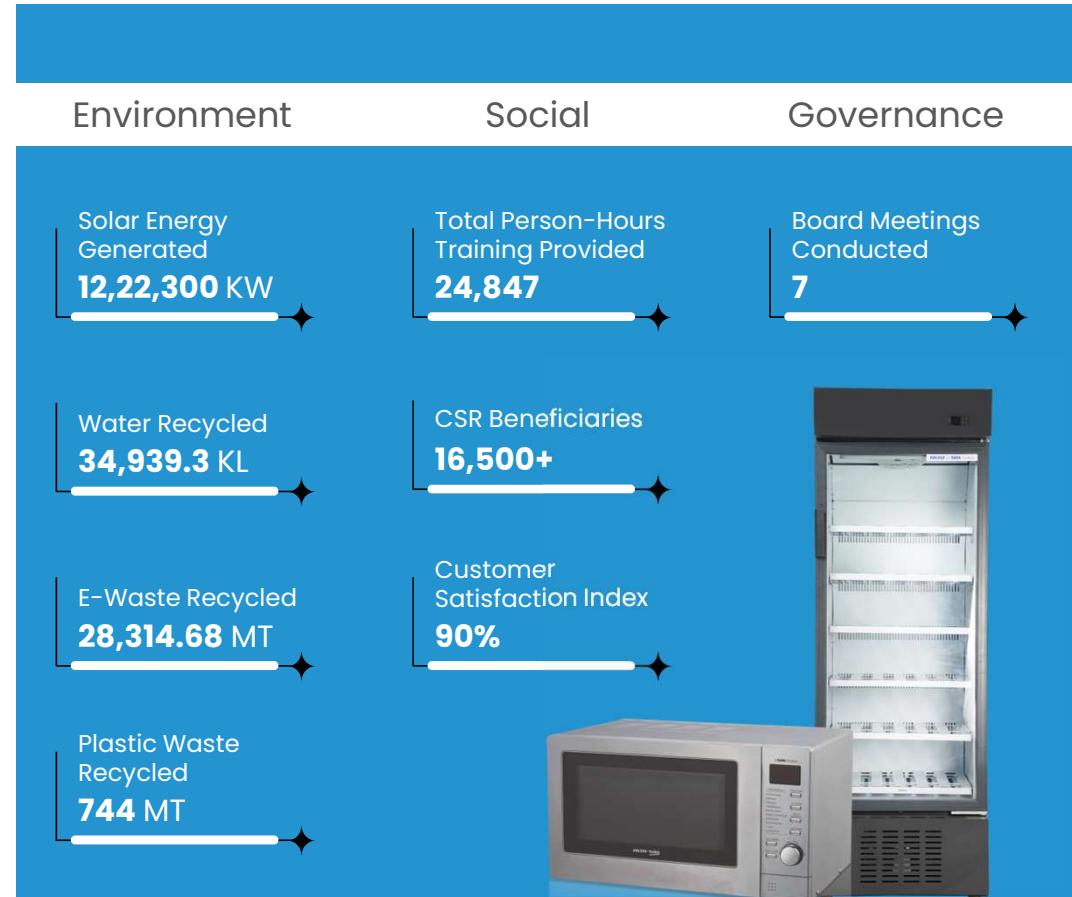 Environment
Social
Governance
Solar Energy
Generated
12,22,300 KW
Water Recycled
34,939.3 KL
E-Waste Recycled
28,314.68 MT
Plastic Waste
Recycled
744 MT
Total Person-Hours
Training Provided
24,847
CSR Beneficiaries
16,500+
Customer
Satisfaction Index
90%
Board Meetings
Conducted
7